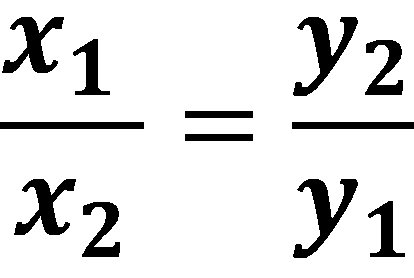 x₁/x₂ = y₂/y₁